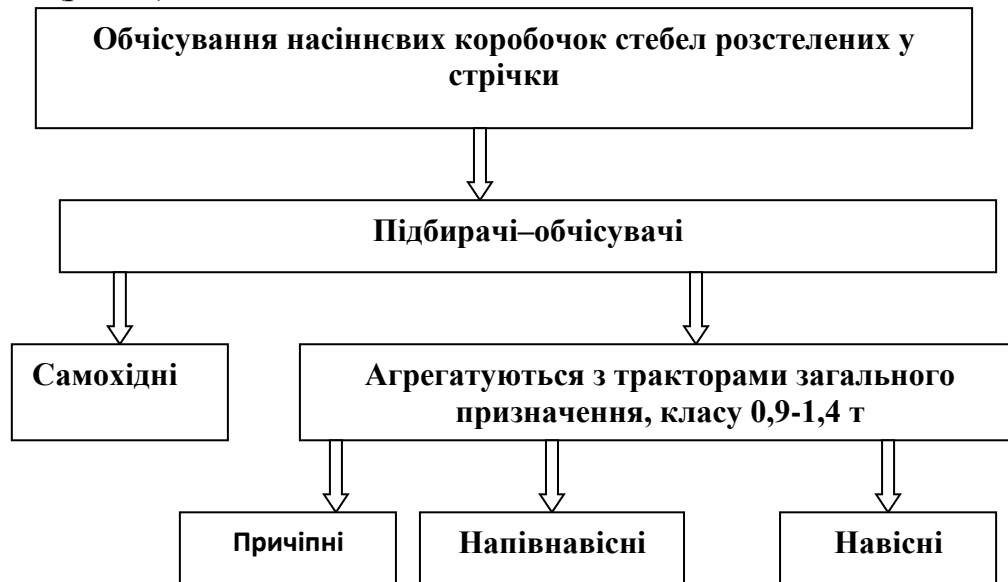 Обчісування насіннєвих коробочок стебел розстелених у
стрічки
Підбирачі–обчісувачі
Самохідні
Агрегатуються з тракторами загального
призначення, класу 0,9-1,4 т
Причіпні
Напівнавісні
Навісні